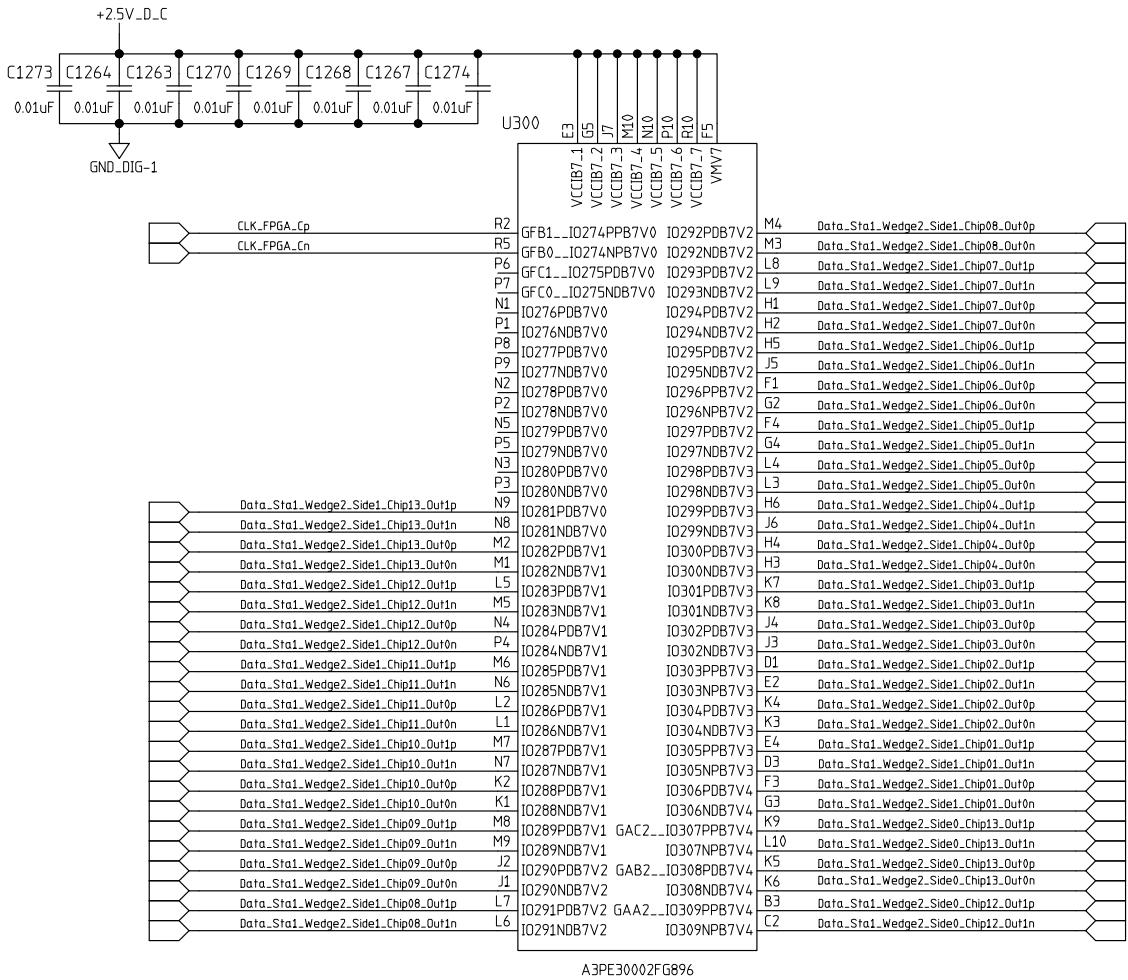 +2.5V_D_C
C1273 C1264 C1263 C1270 C1269 C1268 C1267 C1274
0.01uF 0.01uF 0.01uF 0.01uF 0.01uF 0.01uF 0.01uF 0.01uF
GND_DIG-1
U300
E3 G5 J7 M10 N10 P10 R10 F5
VCCIB7_1 VCCIB7_2 VCCIB7_3 VCCIB7_4 VCCIB7_5 VCCIB7_6 VCCIB7_7 VMV7
CLK_FPGA_Cp R2 GFB1__IO274PPB7V0 IO292PDB7V2 M4 Data_Sta1_Wedge2_Side1_Chip08_Out0p
CLK_FPGA_Cn R5 GFB0__IO274NPB7V0 IO292NDB7V2 M3 Data_Sta1_Wedge2_Side1_Chip08_Out0n
P6 GFC1__IO275PDB7V0 IO293PDB7V2 L8 Data_Sta1_Wedge2_Side1_Chip07_Out1p
P7 GFC0__IO275NDB7V0 IO293NDB7V2 L9 Data_Sta1_Wedge2_Side1_Chip07_Out1n
N1 IO276PDB7V0 IO294PDB7V2 H1 Data_Sta1_Wedge2_Side1_Chip07_Out0p
P1 IO276NDB7V0 IO294NDB7V2 H2 Data_Sta1_Wedge2_Side1_Chip07_Out0n
P8 IO277PDB7V0 IO295PDB7V2 H5 Data_Sta1_Wedge2_Side1_Chip06_Out1p
P9 IO277NDB7V0 IO295NDB7V2 J5 Data_Sta1_Wedge2_Side1_Chip06_Out1n
N2 IO278PDB7V0 IO296PPB7V2 F1 Data_Sta1_Wedge2_Side1_Chip06_Out0p
P2 IO278NDB7V0 IO296NPB7V2 G2 Data_Sta1_Wedge2_Side1_Chip06_Out0n
N5 IO279PDB7V0 IO297PDB7V2 F4 Data_Sta1_Wedge2_Side1_Chip05_Out1p
P5 IO279NDB7V0 IO297NDB7V2 G4 Data_Sta1_Wedge2_Side1_Chip05_Out1n
N3 IO280PDB7V0 IO298PDB7V3 L4 Data_Sta1_Wedge2_Side1_Chip05_Out0p
P3 IO280NDB7V0 IO298NDB7V3 L3 Data_Sta1_Wedge2_Side1_Chip05_Out0n
Data_Sta1_Wedge2_Side1_Chip13_Out1p N9 IO281PDB7V0 IO299PDB7V3 H6 Data_Sta1_Wedge2_Side1_Chip04_Out1p
Data_Sta1_Wedge2_Side1_Chip13_Out1n N8 IO281NDB7V0 IO299NDB7V3 J6 Data_Sta1_Wedge2_Side1_Chip04_Out1n
Data_Sta1_Wedge2_Side1_Chip13_Out0p M2 IO282PDB7V1 IO300PDB7V3 H4 Data_Sta1_Wedge2_Side1_Chip04_Out0p
Data_Sta1_Wedge2_Side1_Chip13_Out0n M1 IO282NDB7V1 IO300NDB7V3 H3 Data_Sta1_Wedge2_Side1_Chip04_Out0n
Data_Sta1_Wedge2_Side1_Chip12_Out1p L5 IO283PDB7V1 IO301PDB7V3 K7 Data_Sta1_Wedge2_Side1_Chip03_Out1p
Data_Sta1_Wedge2_Side1_Chip12_Out1n M5 IO283NDB7V1 IO301NDB7V3 K8 Data_Sta1_Wedge2_Side1_Chip03_Out1n
Data_Sta1_Wedge2_Side1_Chip12_Out0p N4 IO284PDB7V1 IO302PDB7V3 J4 Data_Sta1_Wedge2_Side1_Chip03_Out0p
Data_Sta1_Wedge2_Side1_Chip12_Out0n P4 IO284NDB7V1 IO302NDB7V3 J3 Data_Sta1_Wedge2_Side1_Chip03_Out0n
Data_Sta1_Wedge2_Side1_Chip11_Out1p M6 IO285PDB7V1 IO303PPB7V3 D1 Data_Sta1_Wedge2_Side1_Chip02_Out1p
Data_Sta1_Wedge2_Side1_Chip11_Out1n N6 IO285NDB7V1 IO303NPB7V3 E2 Data_Sta1_Wedge2_Side1_Chip02_Out1n
Data_Sta1_Wedge2_Side1_Chip11_Out0p L2 IO286PDB7V1 IO304PDB7V3 K4 Data_Sta1_Wedge2_Side1_Chip02_Out0p
Data_Sta1_Wedge2_Side1_Chip11_Out0n L1 IO286NDB7V1 IO304NDB7V3 K3 Data_Sta1_Wedge2_Side1_Chip02_Out0n
Data_Sta1_Wedge2_Side1_Chip10_Out1p M7 IO287PDB7V1 IO305PPB7V3 E4 Data_Sta1_Wedge2_Side1_Chip01_Out1p
Data_Sta1_Wedge2_Side1_Chip10_Out1n N7 IO287NDB7V1 IO305NPB7V3 D3 Data_Sta1_Wedge2_Side1_Chip01_Out1n
Data_Sta1_Wedge2_Side1_Chip10_Out0p K2 IO288PDB7V1 IO306PDB7V4 F3 Data_Sta1_Wedge2_Side1_Chip01_Out0p
Data_Sta1_Wedge2_Side1_Chip10_Out0n K1 IO288NDB7V1 IO306NDB7V4 G3 Data_Sta1_Wedge2_Side1_Chip01_Out0n
Data_Sta1_Wedge2_Side1_Chip09_Out1p M8 IO289PDB7V1 GAC2__IO307PPB7V4 K9 Data_Sta1_Wedge2_Side0_Chip13_Out1p
Data_Sta1_Wedge2_Side1_Chip09_Out1n M9 IO289NDB7V1 IO307NPB7V4 L10 Data_Sta1_Wedge2_Side0_Chip13_Out1n
Data_Sta1_Wedge2_Side1_Chip09_Out0p J2 IO290PDB7V2 GAB2__IO308PDB7V4 K5 Data_Sta1_Wedge2_Side0_Chip13_Out0p
Data_Sta1_Wedge2_Side1_Chip09_Out0n J1 IO290NDB7V2 IO308NDB7V4 K6 Data_Sta1_Wedge2_Side0_Chip13_Out0n
Data_Sta1_Wedge2_Side1_Chip08_Out1p L7 IO291PDB7V2 GAA2__IO309PPB7V4 B3 Data_Sta1_Wedge2_Side0_Chip12_Out1p
Data_Sta1_Wedge2_Side1_Chip08_Out1n L6 IO291NDB7V2 IO309NPB7V4 C2 Data_Sta1_Wedge2_Side0_Chip12_Out1n
A3PE30002FG896